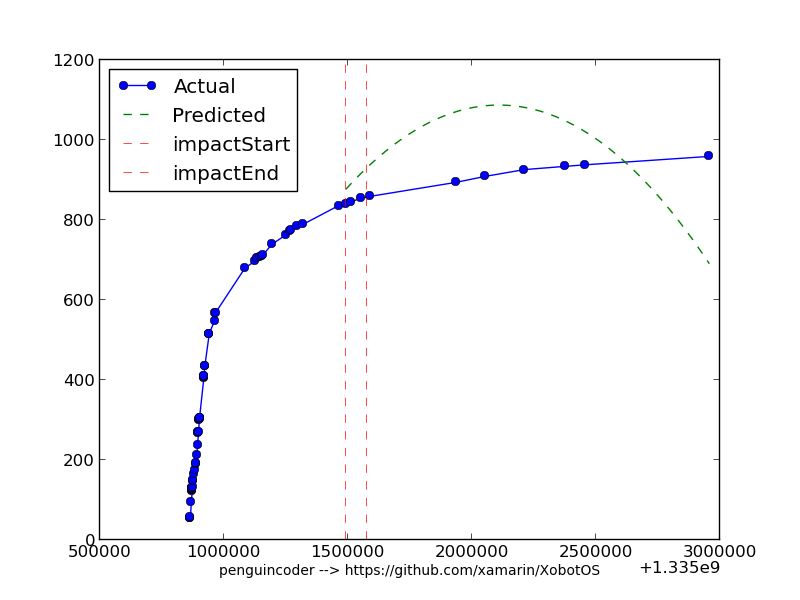 1200
1000
800
600
400
200
0
Actual
Predicted
impactStart
impactEnd
500000 1000000 1500000 2000000 2500000 3000000
+1.335e9
penguincoder --> https://github.com/xamarin/XobotOS